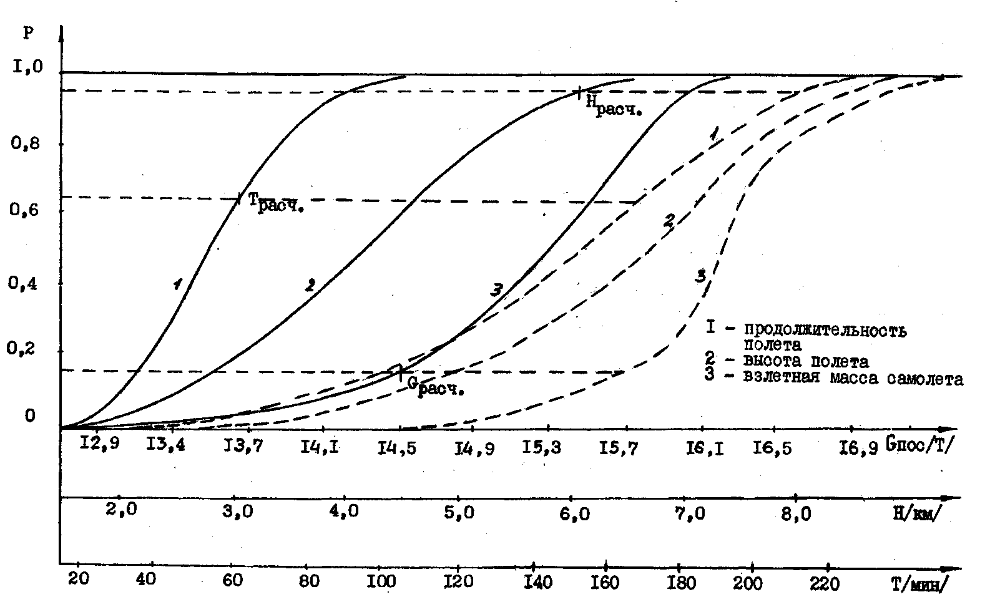 P
I,0
Hрасч.
0,8
1
Tрасч.
0,6
2
0,4
1
2
3
3
I - продолжительность
полета
0,2
2 - высота полета
3 - взлетная масса самолета
Gрасч.
0
I2,9 I3,4 I3,7 I4,I I4,5 I4,9 I5,3 I5,7 I6,I I6,5 I6,9 Gпос/T/
2,0 3,0 4,0 5,0 6,0 7,0 8,0 H/км/
20 40 60 80 I00 I20 I40 I60 I80 200 220 T/мин/